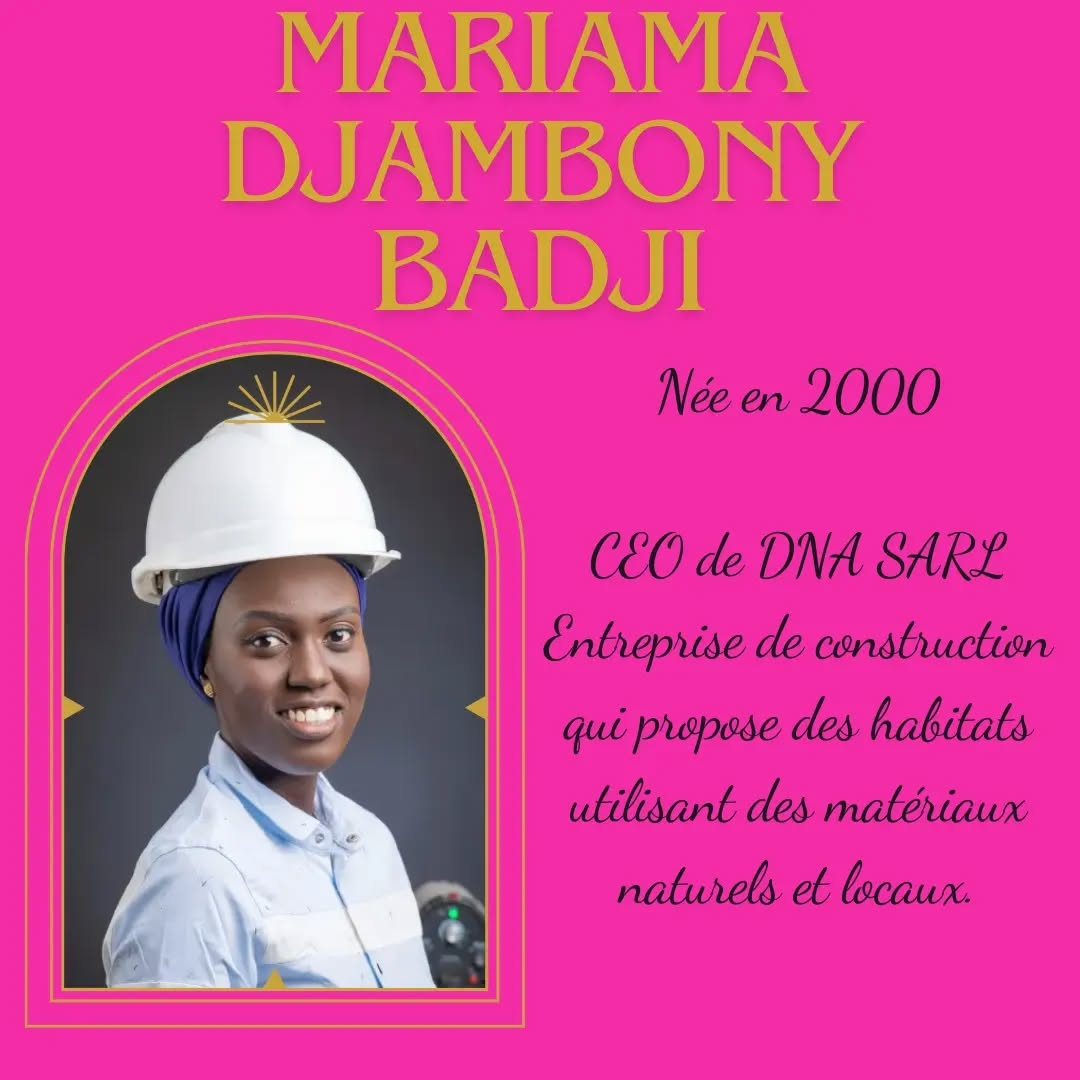 MARIAMA
DJAMBONY
BADJI
Née en 2000
CEO de DNA SARL
Entreprise de construction
qui propose des habitats
utilisant des matériaux
naturels et locaux.